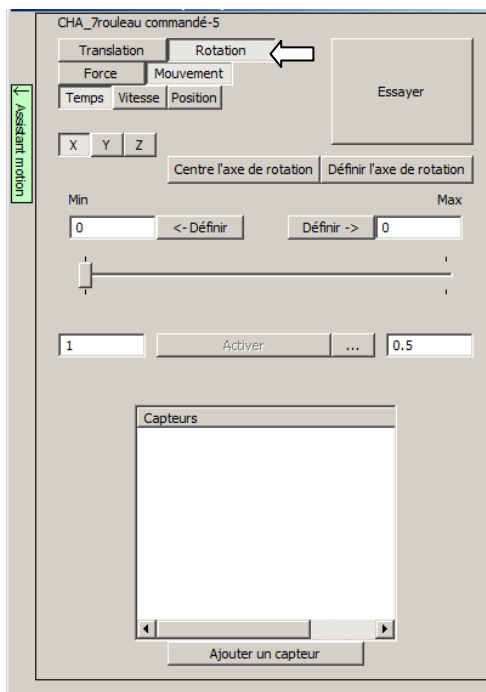 CHA_7rouleau commandé-5
Translation Rotation
Force Mouvement
Essayer
Temps Vitesse Position
Assistant motion
X Y Z
Centre l'axe de rotation Définir l'axe de rotation
Min Max
0 <- Définir Définir -> 0
1 Activer ... 0.5
Capteurs
Ajouter un capteur